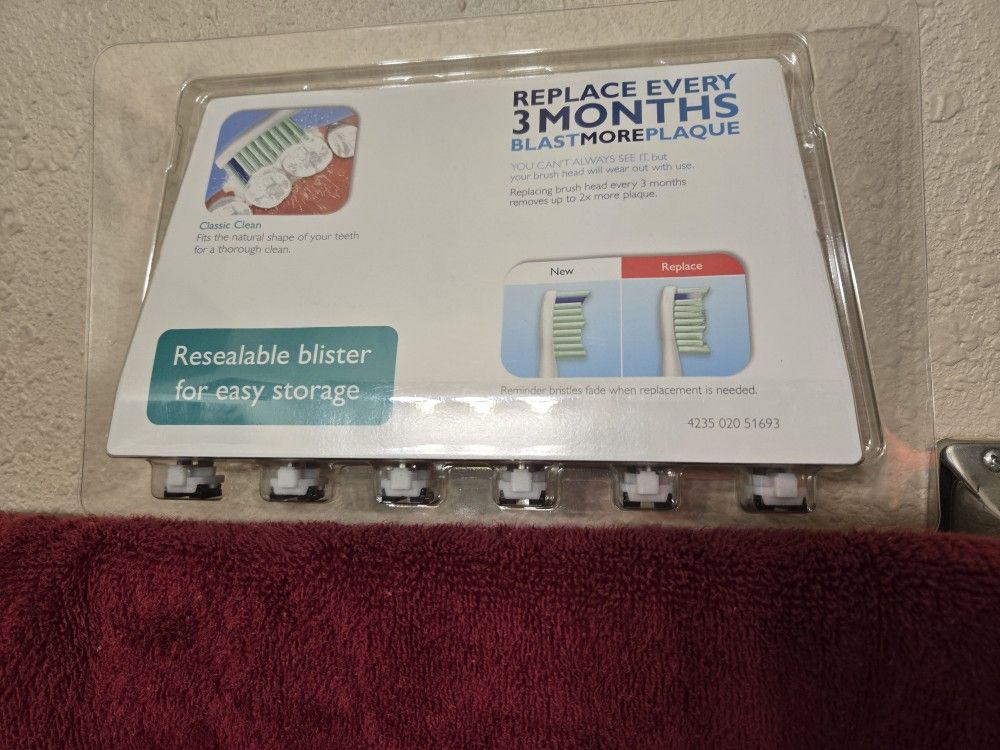 REPLACE EVERY
3 MONTHS
BLASTMOREPLAQUE
YOU CAN'T ALWAYS SEE IT, but
your brush head will wear out with use.
Replacing brush head every 3 months
removes up to 2x more plaque.
Classic Clean
Fits the natural shape of your teeth
for a thorough clean.
New
Replace
Resealable blister
for easy storage
Reminder bristles fade when replacement is needed.
4235 020 51693